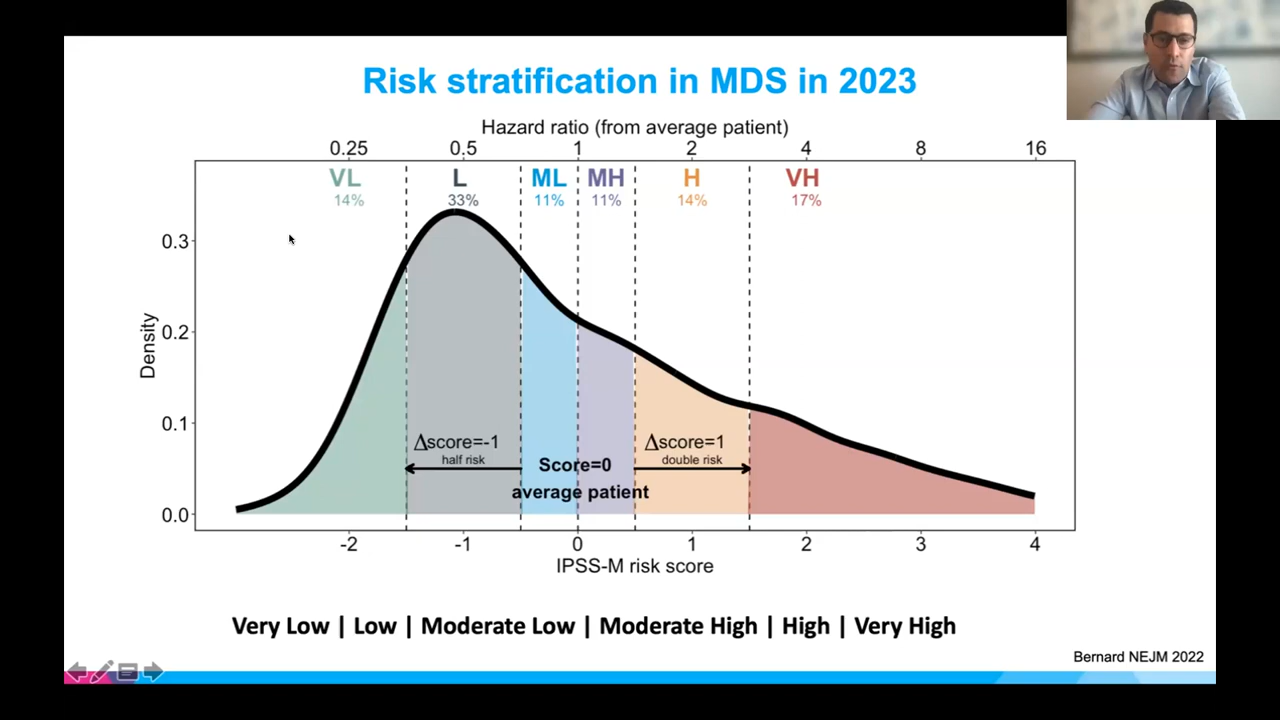 Risk stratification in MDS in 2023
Hazard ratio (from average patient)
0.25 0.5 1 2 4 8 16
VL L ML MH H VH
14% 33% 11% 11% 14% 17%
0.3
0.2
0.1
0.0
Density
Δscore=-1
half risk
Δscore=1
double risk
Score=0
average patient
-2 -1 0 1 2 3 4
IPSS-M risk score
Very Low | Low | Moderate Low | Moderate High | High | Very High
Bernard NEJM 2022